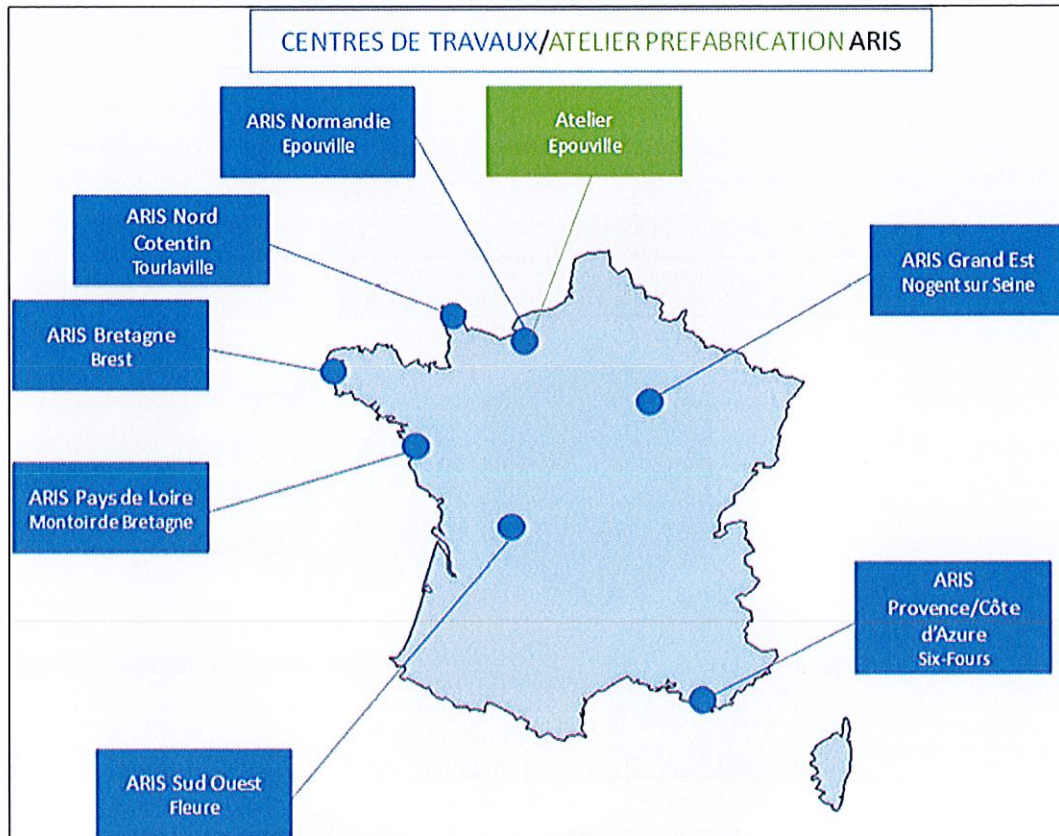 CENTRES DE TRAVAUX/ATELIER PREFABRICATION ARIS
ARIS Normandie
Epouville
Atelier
Epouville
ARIS Nord
Cotentin
Tourlaville
ARIS Grand Est
Nogent sur Seine
ARIS Bretagne
Brest
ARIS Pays de Loire
Montoir de Bretagne
ARIS
Provence/Côte
d'Azure
Six-Fours
ARIS Sud Ouest
Fleure